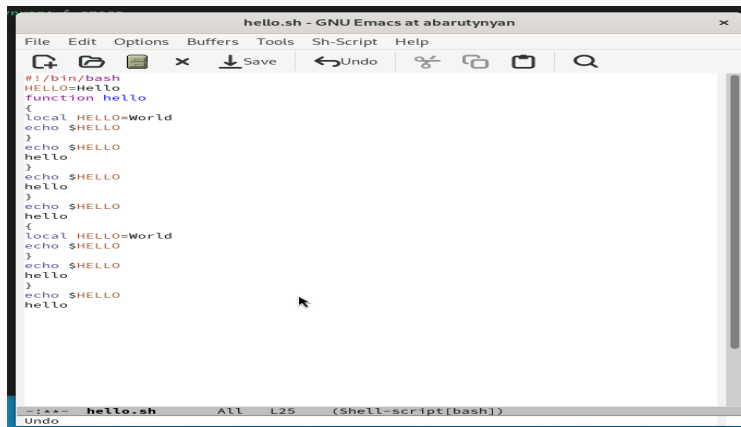 hello.sh - GNU Emacs at abarutynyan
File Edit Options Buffers Tools Sh-Script Help
Save Undo
#!/bin/bash
HELLO=Hello
function hello
{
local HELLO=World
echo $HELLO
}
echo $HELLO
hello
}
echo $HELLO
hello
}
echo $HELLO
hello
{
local HELLO=World
echo $HELLO
}
echo $HELLO
hello
}
echo $HELLO
hello
-:**- hello.sh All L25 (Shell-script[bash])
Undo